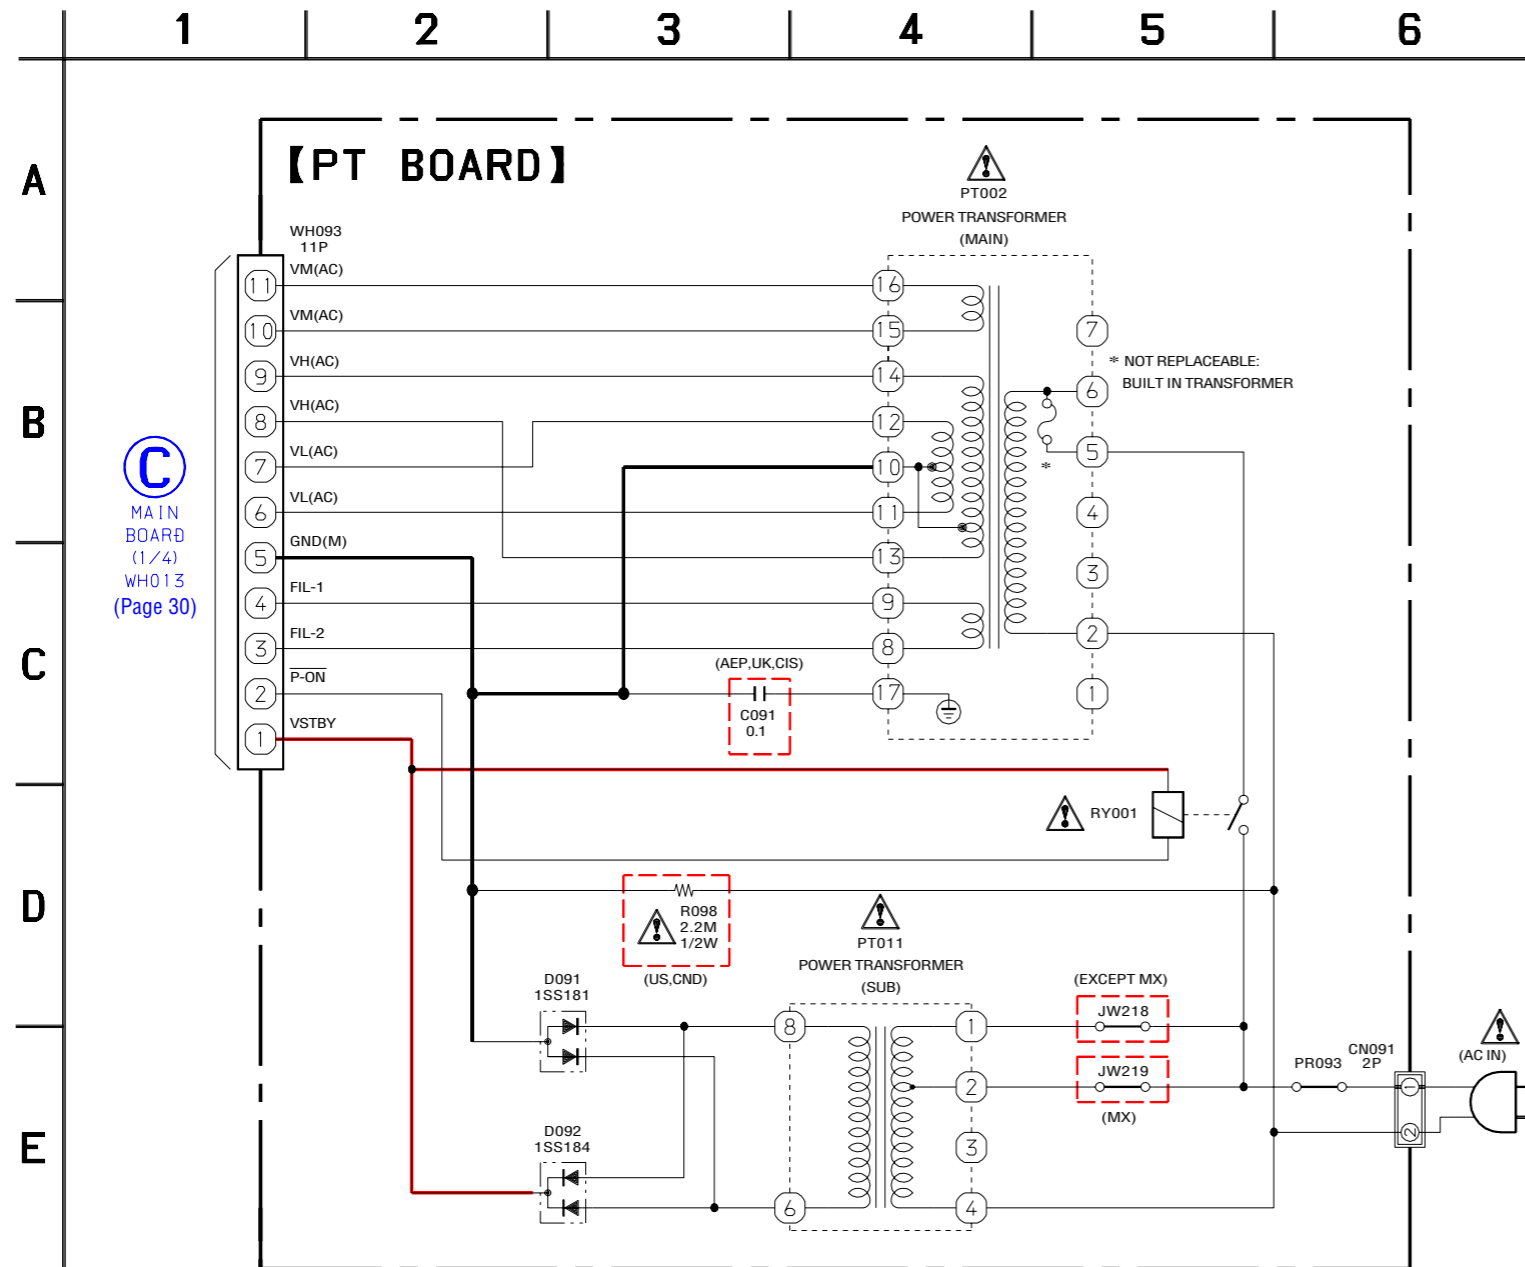 1 2 3 4 5 6
A
B
C
D
E
【PT BOARD】
PT002
POWER TRANSFORMER
(MAIN)
WH093
11P
11 VM(AC) 16
10 VM(AC) 15 7
9 VH(AC) 14
* NOT REPLACEABLE:
BUILT IN TRANSFORMER
6
8 VH(AC) 12
7 VL(AC) 10 5
*
6 VL(AC) 11 4
5 GND(M) 13 3
4 FIL-1 9
3 FIL-2 8 2
2 P-ON 17 1
1 VSTBY
C
MAIN
BOARD
(1/4)
WH013
(Page 30)
(AEP,UK,CIS)
C091
0.1
RY001
R098
2.2M
1/2W
(US,CND)
PT011
POWER TRANSFORMER
(SUB)
8 1
2
3
6 4
D091
1SS181
D092
1SS184
(EXCEPT MX)
JW218
JW219
(MX)
PR093
CN091
2P
1
2
(AC IN)